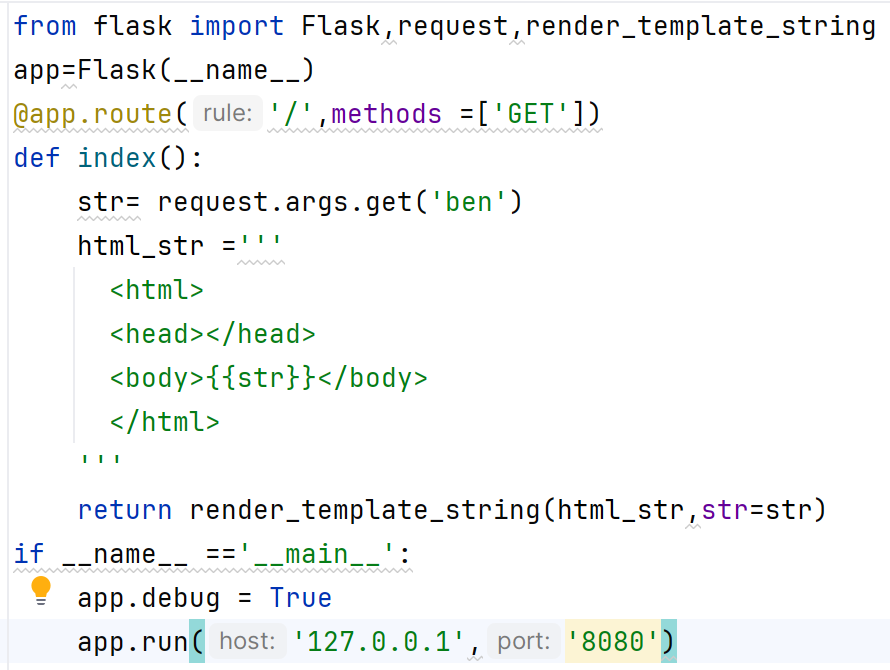 from flask import Flask,request,render_template_string
app=Flask(__name__)
@app.route( rule: '/',methods =['GET'])
def index():
    str= request.args.get('ben')
    html_str ='''
      <html>
      <head></head>
      <body>{{str}}</body>
      </html>
    '''
    return render_template_string(html_str,str=str)
if __name__ =='__main__':
    app.debug = True
    app.run( host: '127.0.0.1', port: '8080')